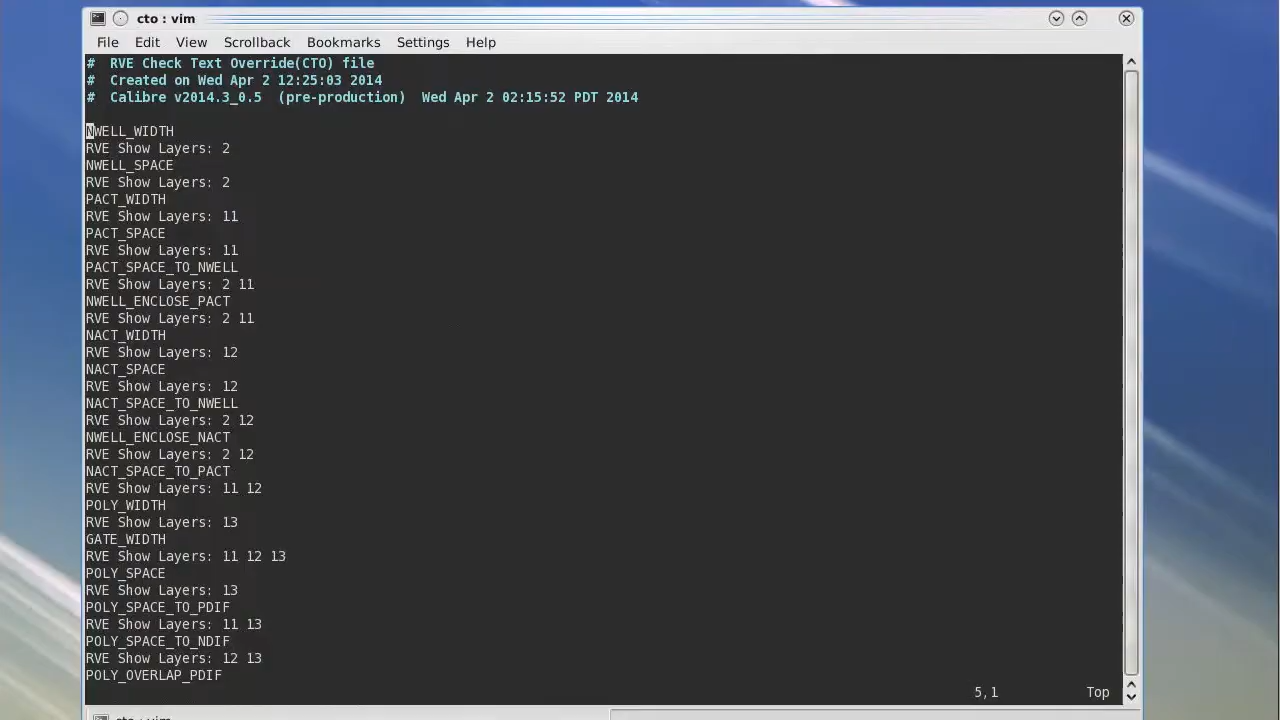 cto : vim
File Edit View Scrollback Bookmarks Settings Help
# RVE Check Text Override(CTO) file
# Created on Wed Apr 2 12:25:03 2014
# Calibre v2014.3_0.5 (pre-production) Wed Apr 2 02:15:52 PDT 2014
NWELL_WIDTH
RVE Show Layers: 2
NWELL_SPACE
RVE Show Layers: 2
PACT_WIDTH
RVE Show Layers: 11
PACT_SPACE
RVE Show Layers: 11
PACT_SPACE_TO_NWELL
RVE Show Layers: 2 11
NWELL_ENCLOSE_PACT
RVE Show Layers: 2 11
NACT_WIDTH
RVE Show Layers: 12
NACT_SPACE
RVE Show Layers: 12
NACT_SPACE_TO_NWELL
RVE Show Layers: 2 12
NWELL_ENCLOSE_NACT
RVE Show Layers: 2 12
NACT_SPACE_TO_PACT
RVE Show Layers: 11 12
POLY_WIDTH
RVE Show Layers: 13
GATE_WIDTH
RVE Show Layers: 11 12 13
POLY_SPACE
RVE Show Layers: 13
POLY_SPACE_TO_PDIF
RVE Show Layers: 11 13
POLY_SPACE_TO_NDIF
RVE Show Layers: 12 13
POLY_OVERLAP_PDIF
5,1 Top
cto : vim